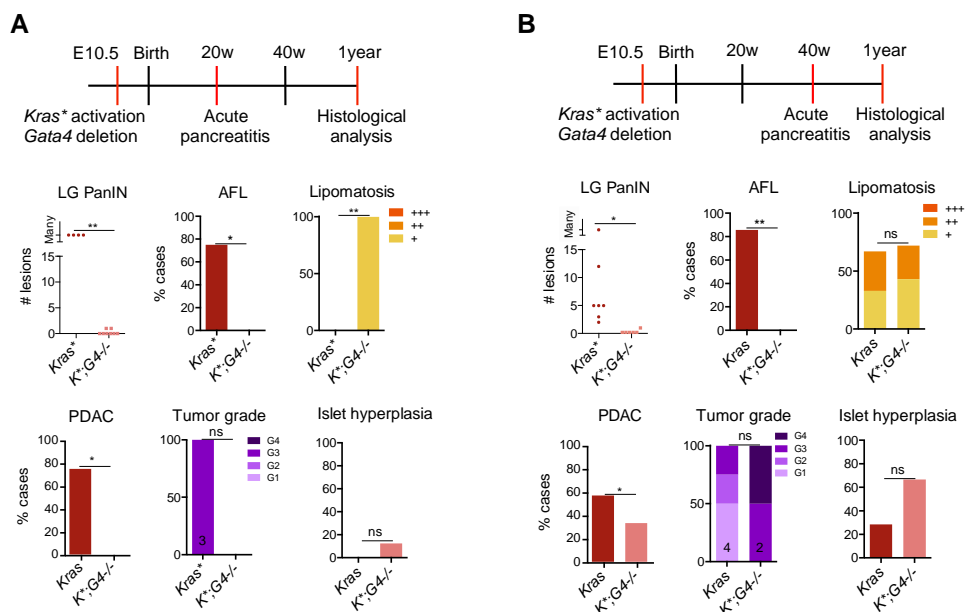 A
E10.5 Birth 20w 40w 1year
Kras* activation
Gata4 deletion
Acute
pancreatitis
Histological
analysis
LG PanIN
# lesions
Many
15
10
5
0
**
Kras*
K*;G4-/-
AFL
% cases
100
80
60
40
20
0
*
Kras*
K*;G4-/-
Lipomatosis
100
50
0
**
+++
++
+
Kras*
K*;G4-/-
PDAC
% cases
100
80
60
40
20
0
*
Kras
K*;G4-/-
Tumor grade
100
50
0
ns
G4
G3
G2
G1
3
Kras*
K*;G4-/-
Islet hyperplasia
100
80
60
40
20
0
ns
Kras
K*;G4-/-
B
E10.5 Birth 20w 40w 1year
Kras* activation
Gata4 deletion
Acute
pancreatitis
Histological
analysis
LG PanIN
# lesions
Many
15
10
5
0
*
Kras*
K*;G4-/-
AFL
% cases
100
80
60
40
20
0
**
Kras
K*;G4-/-
Lipomatosis
100
50
0
ns
+++
++
+
Kras
K*;G4-/-
PDAC
% cases
100
80
60
40
20
0
*
Kras
K*;G4-/-
Tumor grade
100
50
0
ns
G4
G3
G2
G1
4
2
Kras
K*;G4-/-
Islet hyperplasia
100
80
60
40
20
0
ns
Kras
K*;G4-/-